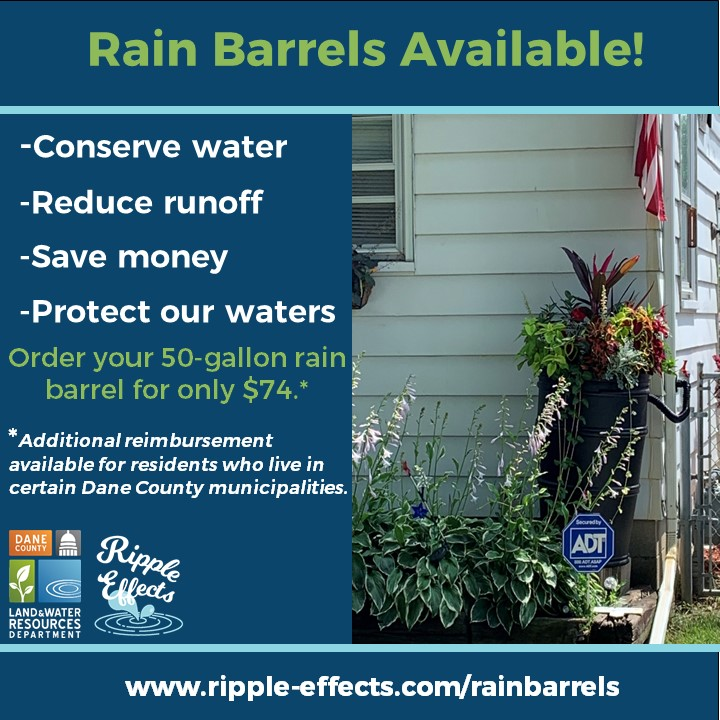 Rain Barrels Available!
-Conserve water
-Reduce runoff
-Save money
-Protect our waters
Order your 50-gallon rain
barrel for only $74.*
*Additional reimbursement
available for residents who live in
certain Dane County municipalities.
DANE
COUNTY
LAND & WATER
RESOURCES
DEPARTMENT
Ripple
Effects
Secured by
ADT
www.ripple-effects.com/rainbarrels